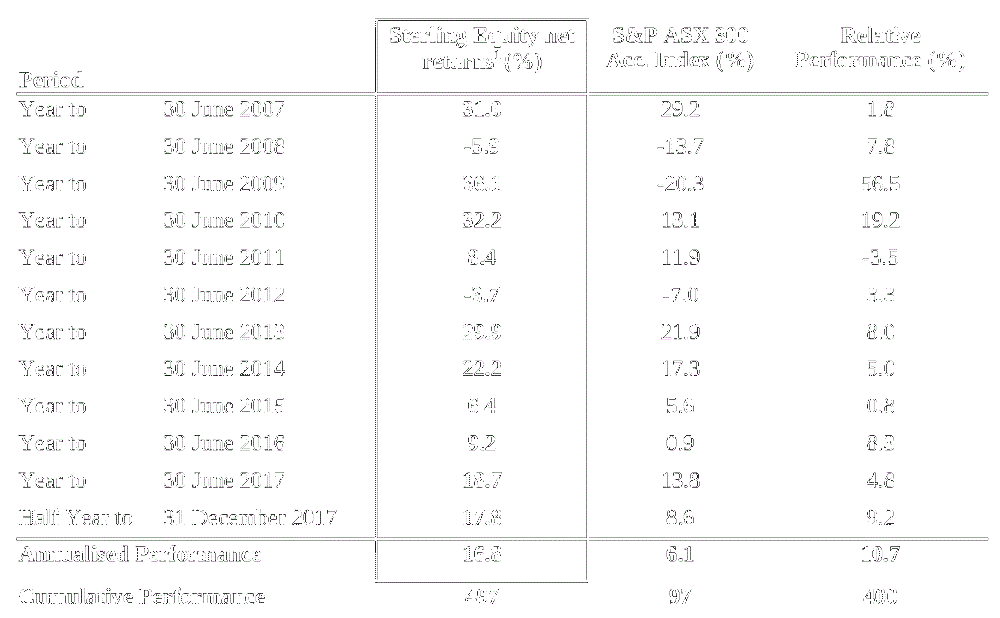 Sterling Equity net S&P ASX 300 Relative
returns1 (%) Acc. Index (%) Performance (%)
Period
Year to 30 June 2007 31.0 29.2 1.8
Year to 30 June 2008 -5.9 -13.7 7.8
Year to 30 June 2009 36.1 -20.3 56.5
Year to 30 June 2010 32.2 13.1 19.2
Year to 30 June 2011 8.4 11.9 -3.5
Year to 30 June 2012 -3.7 -7.0 3.3
Year to 30 June 2013 29.9 21.9 8.0
Year to 30 June 2014 22.2 17.3 5.0
Year to 30 June 2015 6.4 5.6 0.8
Year to 30 June 2016 9.2 0.9 8.3
Year to 30 June 2017 18.7 13.8 4.8
Half Year to 31 December 2017 17.8 8.6 9.2
Annualised Performance 16.8 6.1 10.7
Cumulative Performance 497 97 400